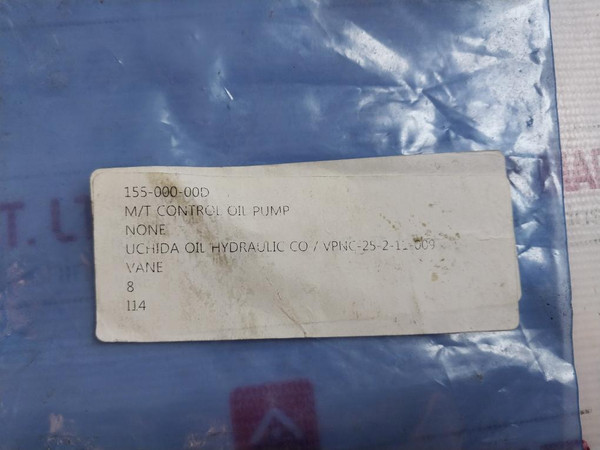 155-000-00D
M/T CONTROL OIL PUMP
NONE
UCHIDA OIL HYDRAULIC CO / VPNC-25-2-11-009
VANE
8
114
T. LT